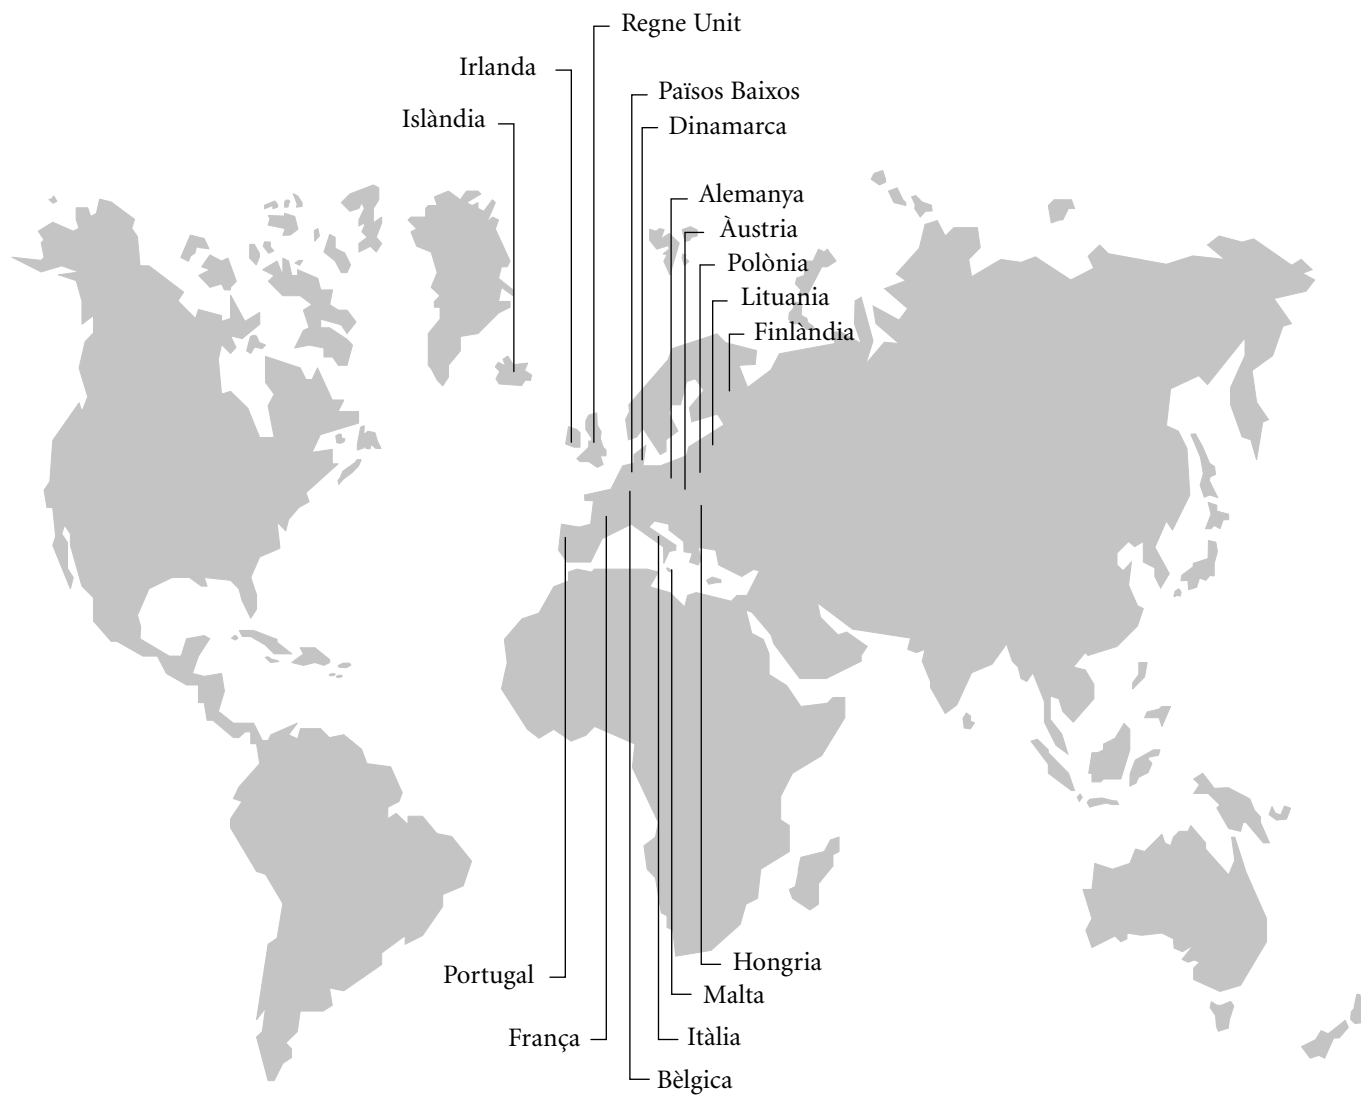 Regne Unit
Irlanda
Països Baixos
Islàndia
Dinamarca
Alemanya
Àustria
Polònia
Lituania
Finlàndia
Hongria
Portugal
Malta
França
Itàlia
Bèlgica